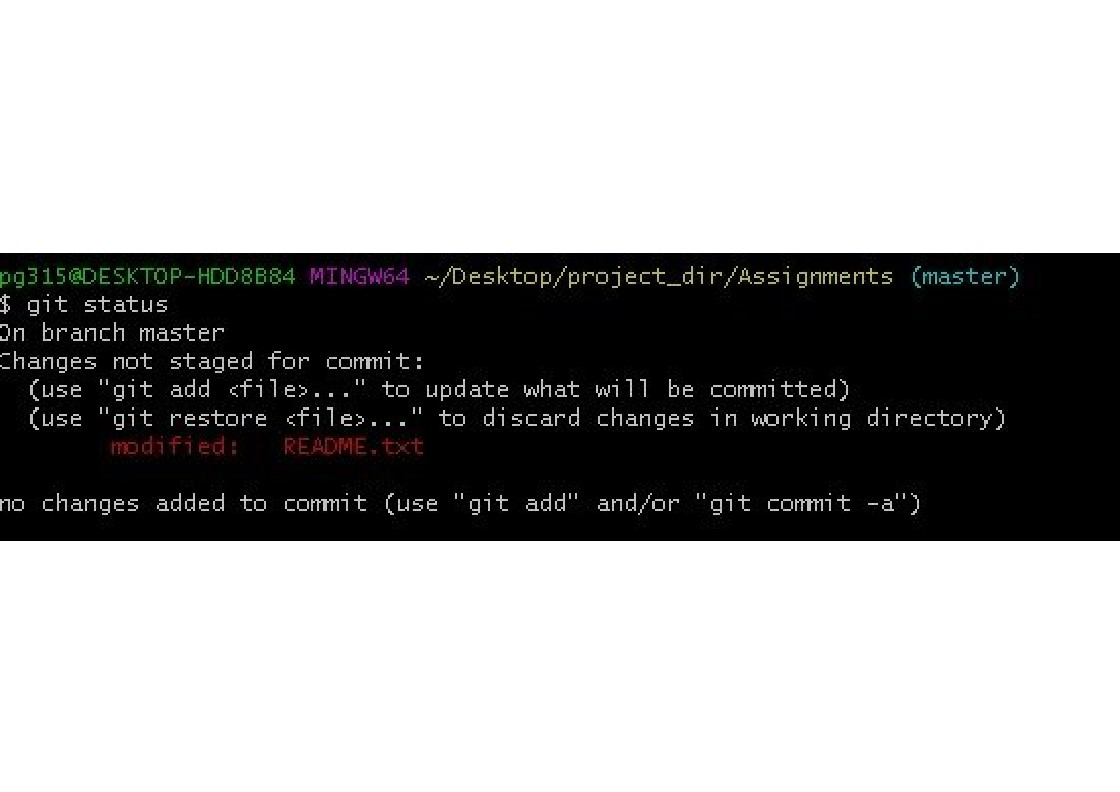 pg315@DESKTOP-HDD8B84 MINGW64 ~/Desktop/project_dir/Assignments (master)
$ git status
On branch master
Changes not staged for commit:
  (use "git add <file>..." to update what will be committed)
  (use "git restore <file>..." to discard changes in working directory)
        modified:   README.txt

no changes added to commit (use "git add" and/or "git commit -a")